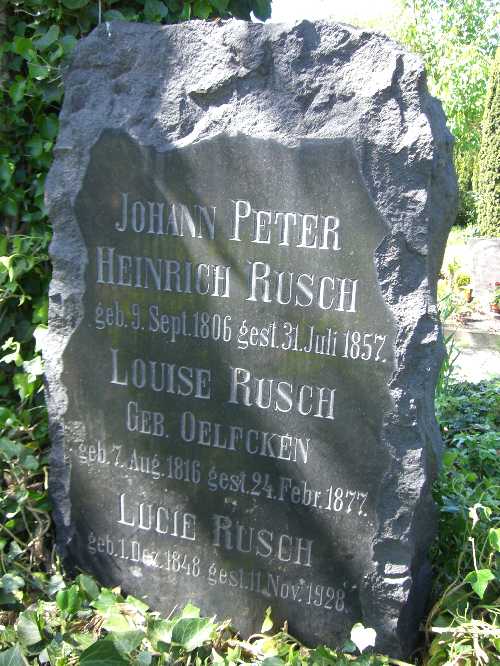 JOHANN PETER
HEINRICH RUSCH
geb. 9. Sept. 1806 gest. 31. Juli 1857.
LOUISE RUSCH
GEB. OELFCKEN
geb. 7. Aug. 1816 gest. 24. Febr. 1877.
LUCIE RUSCH
geb. 1. Dez. 1848 gest. 11. Nov. 1928.